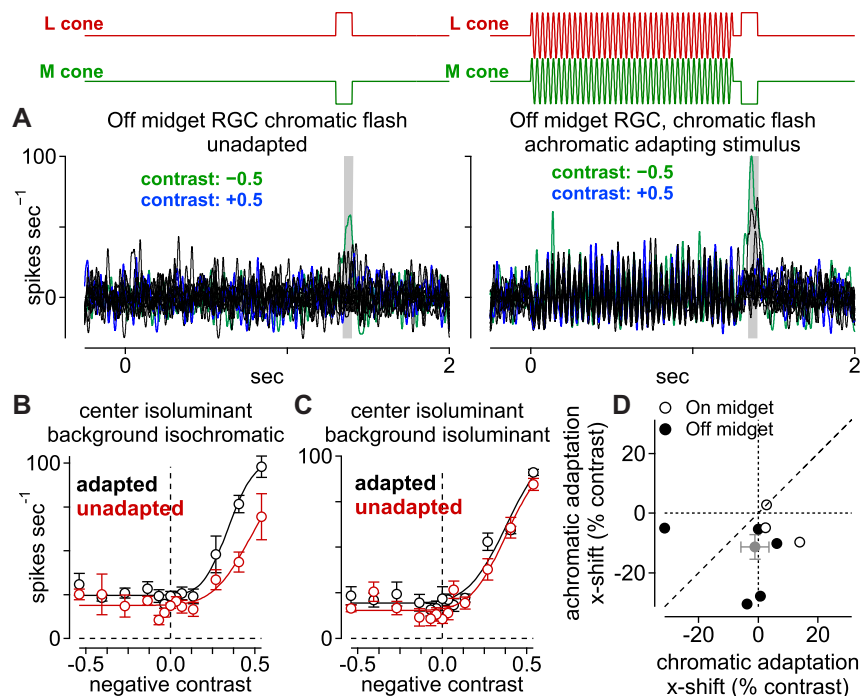 L cone
M cone
L cone
M cone
A
Off midget RGC chromatic flash
unadapted
Off midget RGC, chromatic flash
achromatic adapting stimulus
100
contrast: −0.5
contrast: +0.5
contrast: −0.5
contrast: +0.5
spikes sec⁻¹
0
0
2
sec
2
sec
B
center isoluminant
background isochromatic
100
adapted
unadapted
spikes sec⁻¹
0
-0.5
0.0
0.5
negative contrast
C
center isoluminant
background isoluminant
100
adapted
unadapted
0
-0.5
0.0
0.5
negative contrast
D
On midget
Off midget
achromatic adaptation
x-shift (% contrast)
20
0
-20
-20
0
20
chromatic adaptation
x-shift (% contrast)